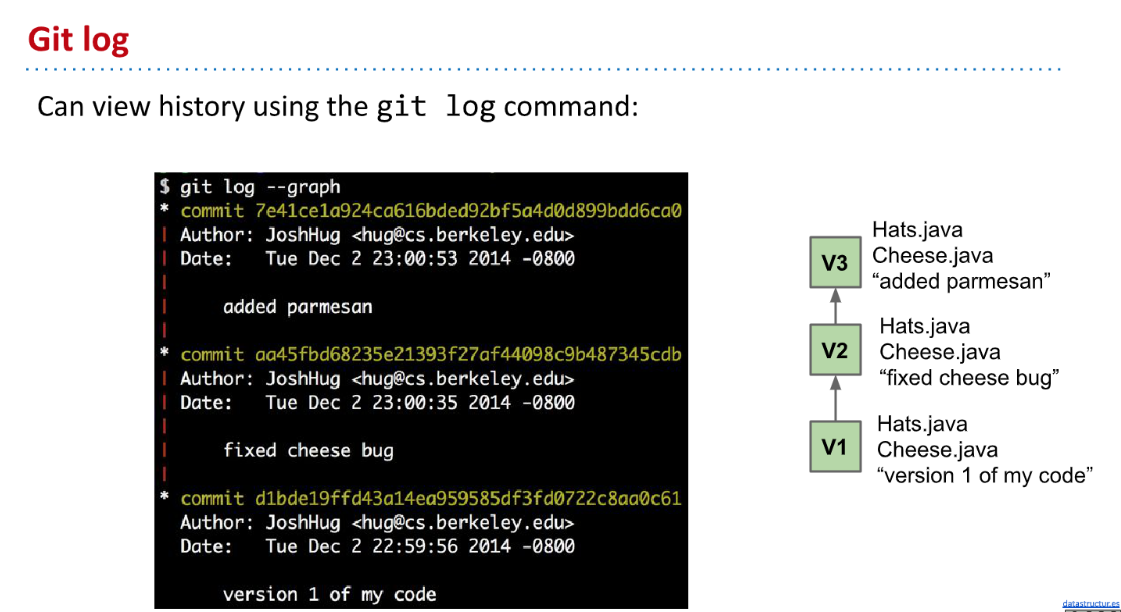 Git log
Can view history using the git log command:
$ git log --graph
* commit 7e41ce1a924ca616bded92bf5a4d0d899bdd6ca0
| Author: JoshHug <hug@cs.berkeley.edu>
| Date:   Tue Dec 2 23:00:53 2014 -0800
|
|     added parmesan
|
* commit aa45fbd68235e21393f27af44098c9b487345cdb
| Author: JoshHug <hug@cs.berkeley.edu>
| Date:   Tue Dec 2 23:00:35 2014 -0800
|
|     fixed cheese bug
|
* commit d1bde19ffd43a14ea959585df3fd0722c8aa0c61
  Author: JoshHug <hug@cs.berkeley.edu>
  Date:   Tue Dec 2 22:59:56 2014 -0800

      version 1 of my code
V3
Hats.java
Cheese.java
“added parmesan”
V2
Hats.java
Cheese.java
“fixed cheese bug”
V1
Hats.java
Cheese.java
“version 1 of my code”
datastructur.es